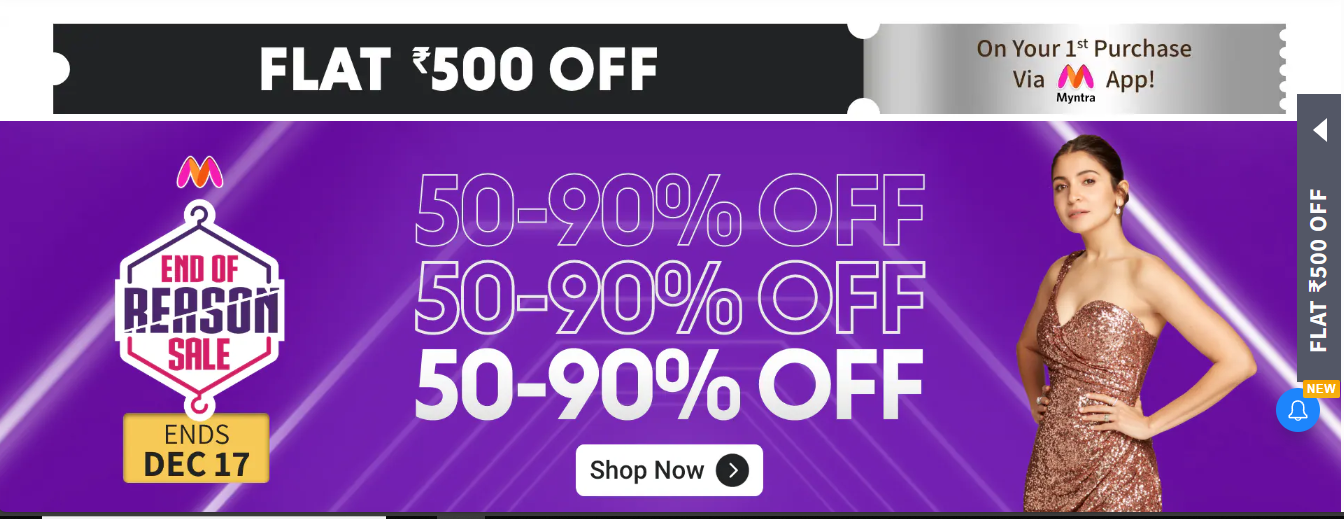 FLAT ₹500 OFF
On Your 1st Purchase
Via Myntra App!
END OF
REASON
SALE
ENDS
DEC 17
50-90% OFF
50-90% OFF
50-90% OFF
Shop Now
FLAT ₹500 OFF
NEW